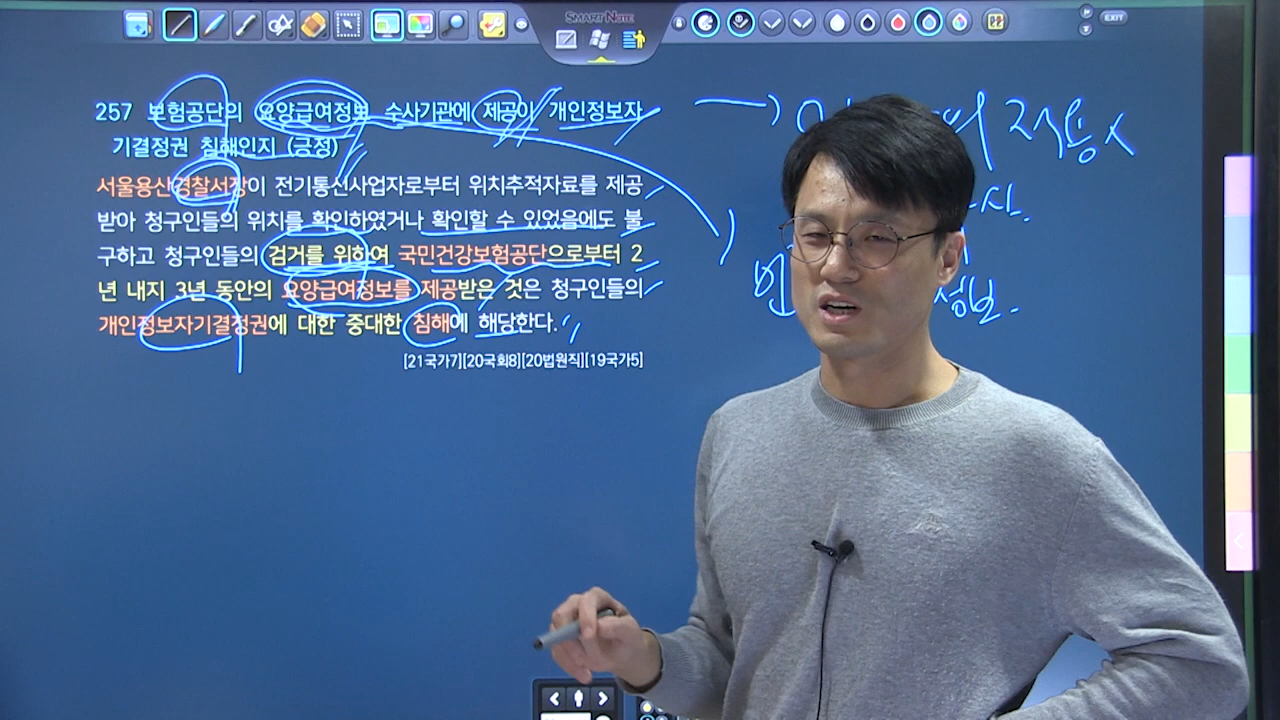 SMART NOTE
EXIT
257 보험공단의 요양급여정보 수사기관에 제공이 개인정보자
기결정권 침해인지 (긍정)
서울용산경찰서장이 전기통신사업자로부터 위치추적자료를 제공
받아 청구인들의 위치를 확인하였거나 확인할 수 있었음에도 불
구하고 청구인들의 검거를 위하여 국민건강보험공단으로부터 2
년 내지 3년 동안의 요양급여정보를 제공받은 것은 청구인들의
개인정보자기결정권에 대한 중대한 침해에 해당한다.
[21국가7][20국회8][20법원직][19국가5]
적용 x